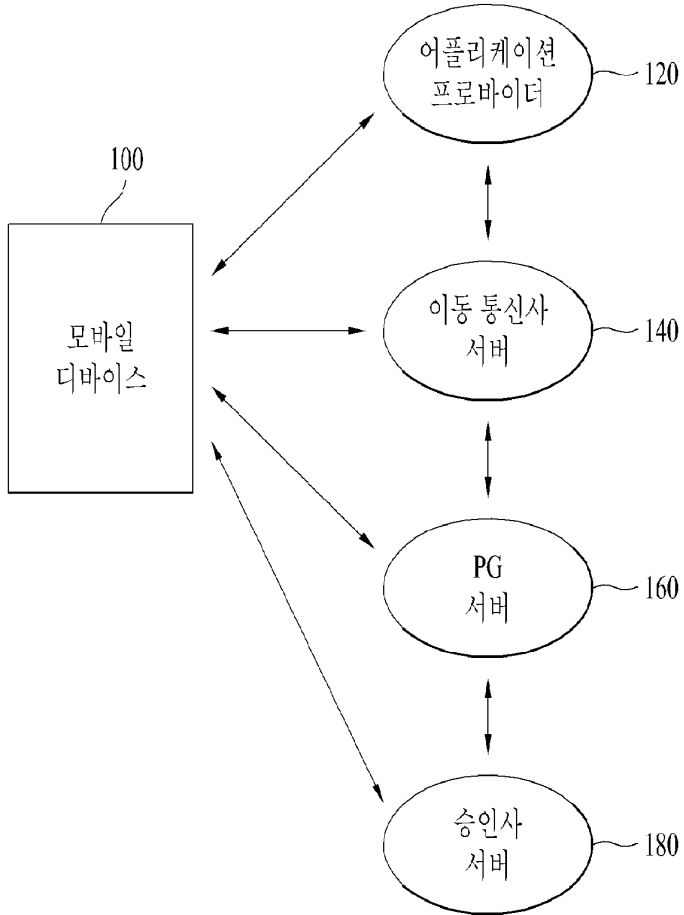 어플리케이션
프로바이더
120
100
모바일
디바이스
이동 통신사
서버
140
PG
서버
160
승인사
서버
180